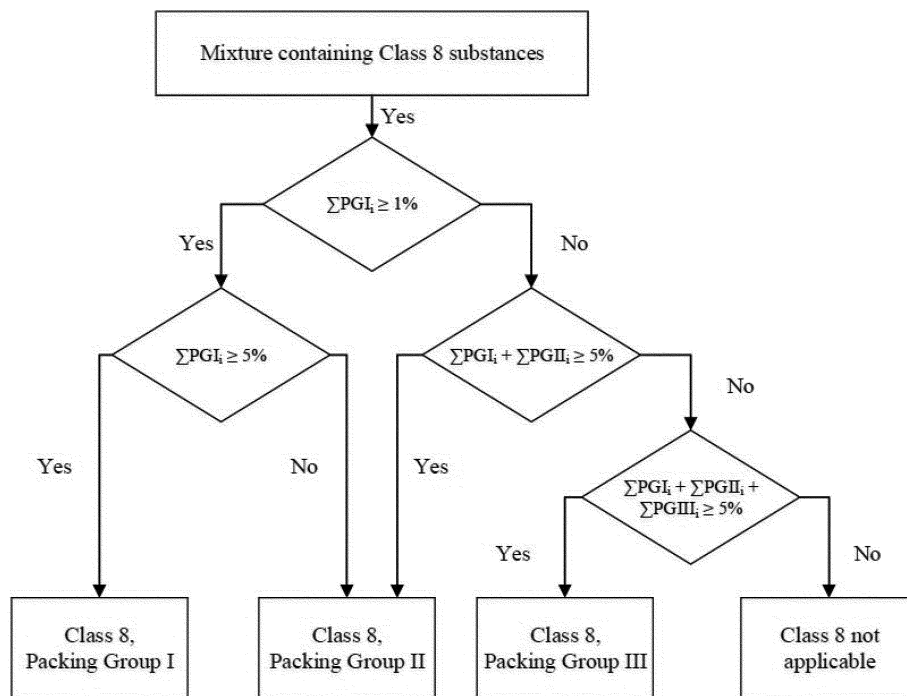 Mixture containing Class 8 substances
Yes
∑PGIᵢ ≥ 1%
Yes
No
∑PGIᵢ ≥ 5%
∑PGIᵢ + ∑PGIIᵢ ≥ 5%
No
Yes
No
Yes
∑PGIᵢ + ∑PGIIᵢ +
∑PGIIIᵢ ≥ 5%
Yes
No
Class 8,
Packing Group I
Class 8,
Packing Group II
Class 8,
Packing Group III
Class 8 not
applicable